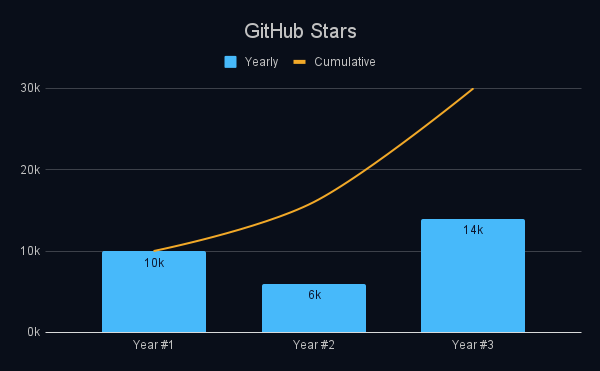 GitHub Stars
Yearly Cumulative
30k
20k
10k
0k
10k
6k
14k
Year #1 Year #2 Year #3